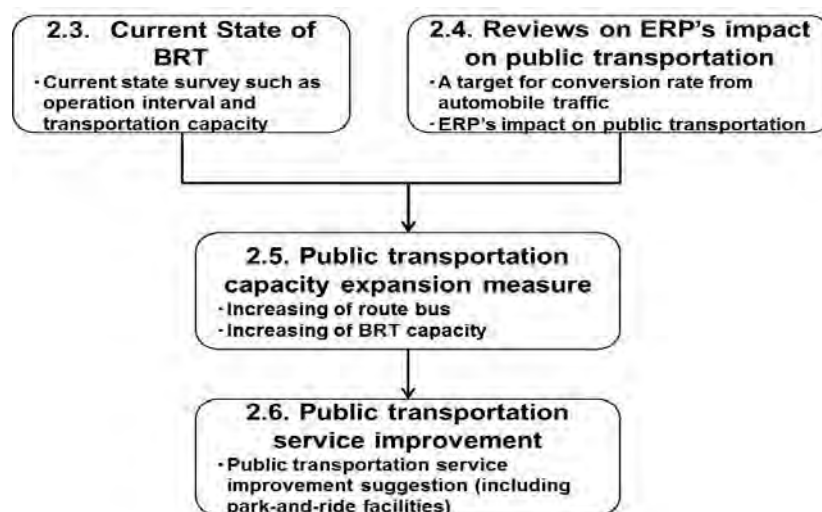 2.3. Current State of
BRT
・Current state survey such as
operation interval and
transportation capacity
2.4. Reviews on ERP's impact
on public transportation
・A target for conversion rate from
automobile traffic
・ERP's impact on public transportation
2.5. Public transportation
capacity expansion measure
・Increasing of route bus
・Increasing of BRT capacity
2.6. Public transportation
service improvement
・Public transportation service
improvement suggestion (including
park-and-ride facilities)